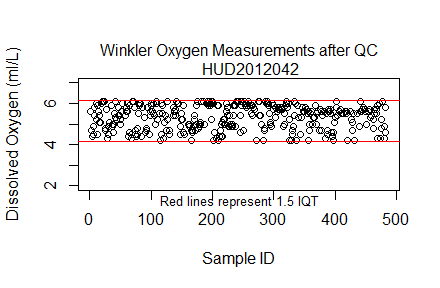 Winkler Oxygen Measurements after QC
HUD2012042
Dissolved Oxygen (ml/L)
6
4
2
0 100 200 300 400 500
Red lines represent 1.5 IQT
Sample ID